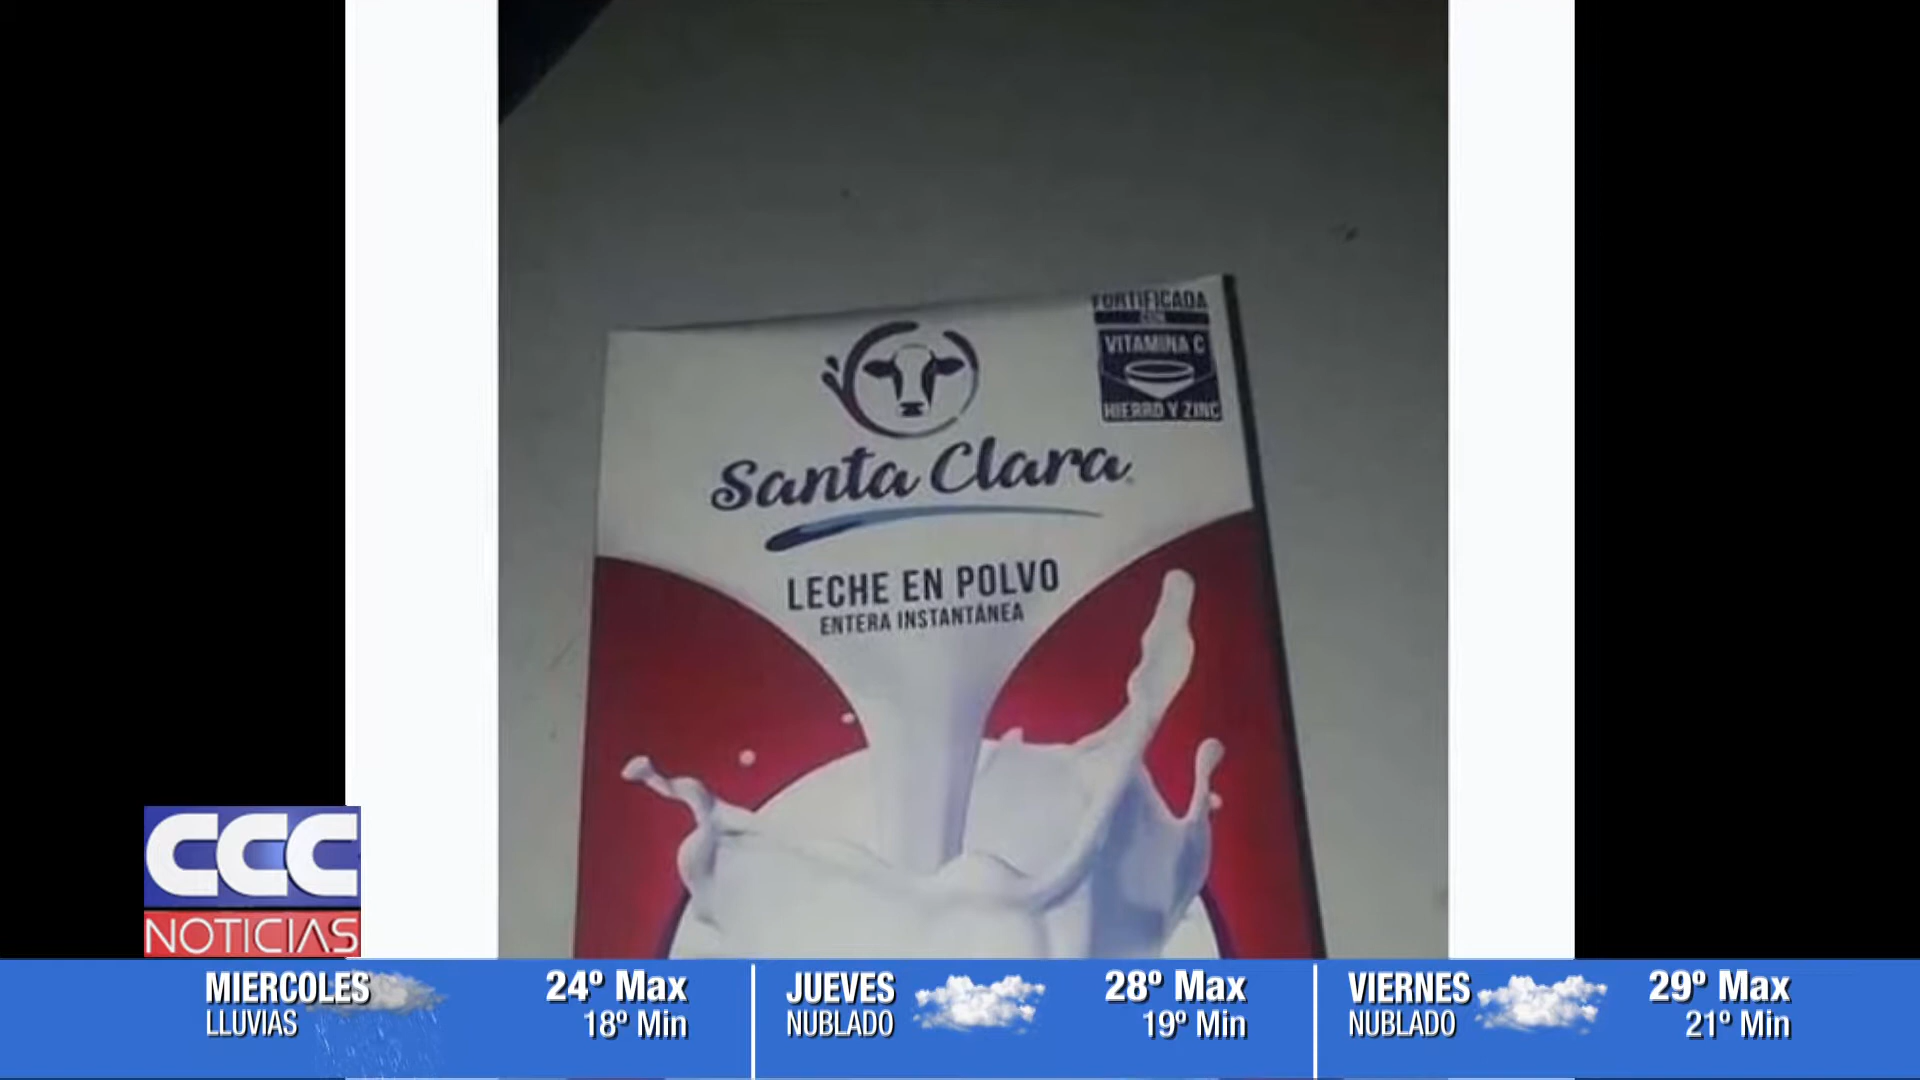 FORTIFICADA
CON
VITAMINA C
HIERRO Y ZINC
Santa Clara
LECHE EN POLVO
ENTERA INSTANTÁNEA
CCC
NOTICIAS
MIERCOLES
LLUVIAS
24º Max
18º Min
JUEVES
NUBLADO
28º Max
19º Min
VIERNES
NUBLADO
29º Max
21º Min